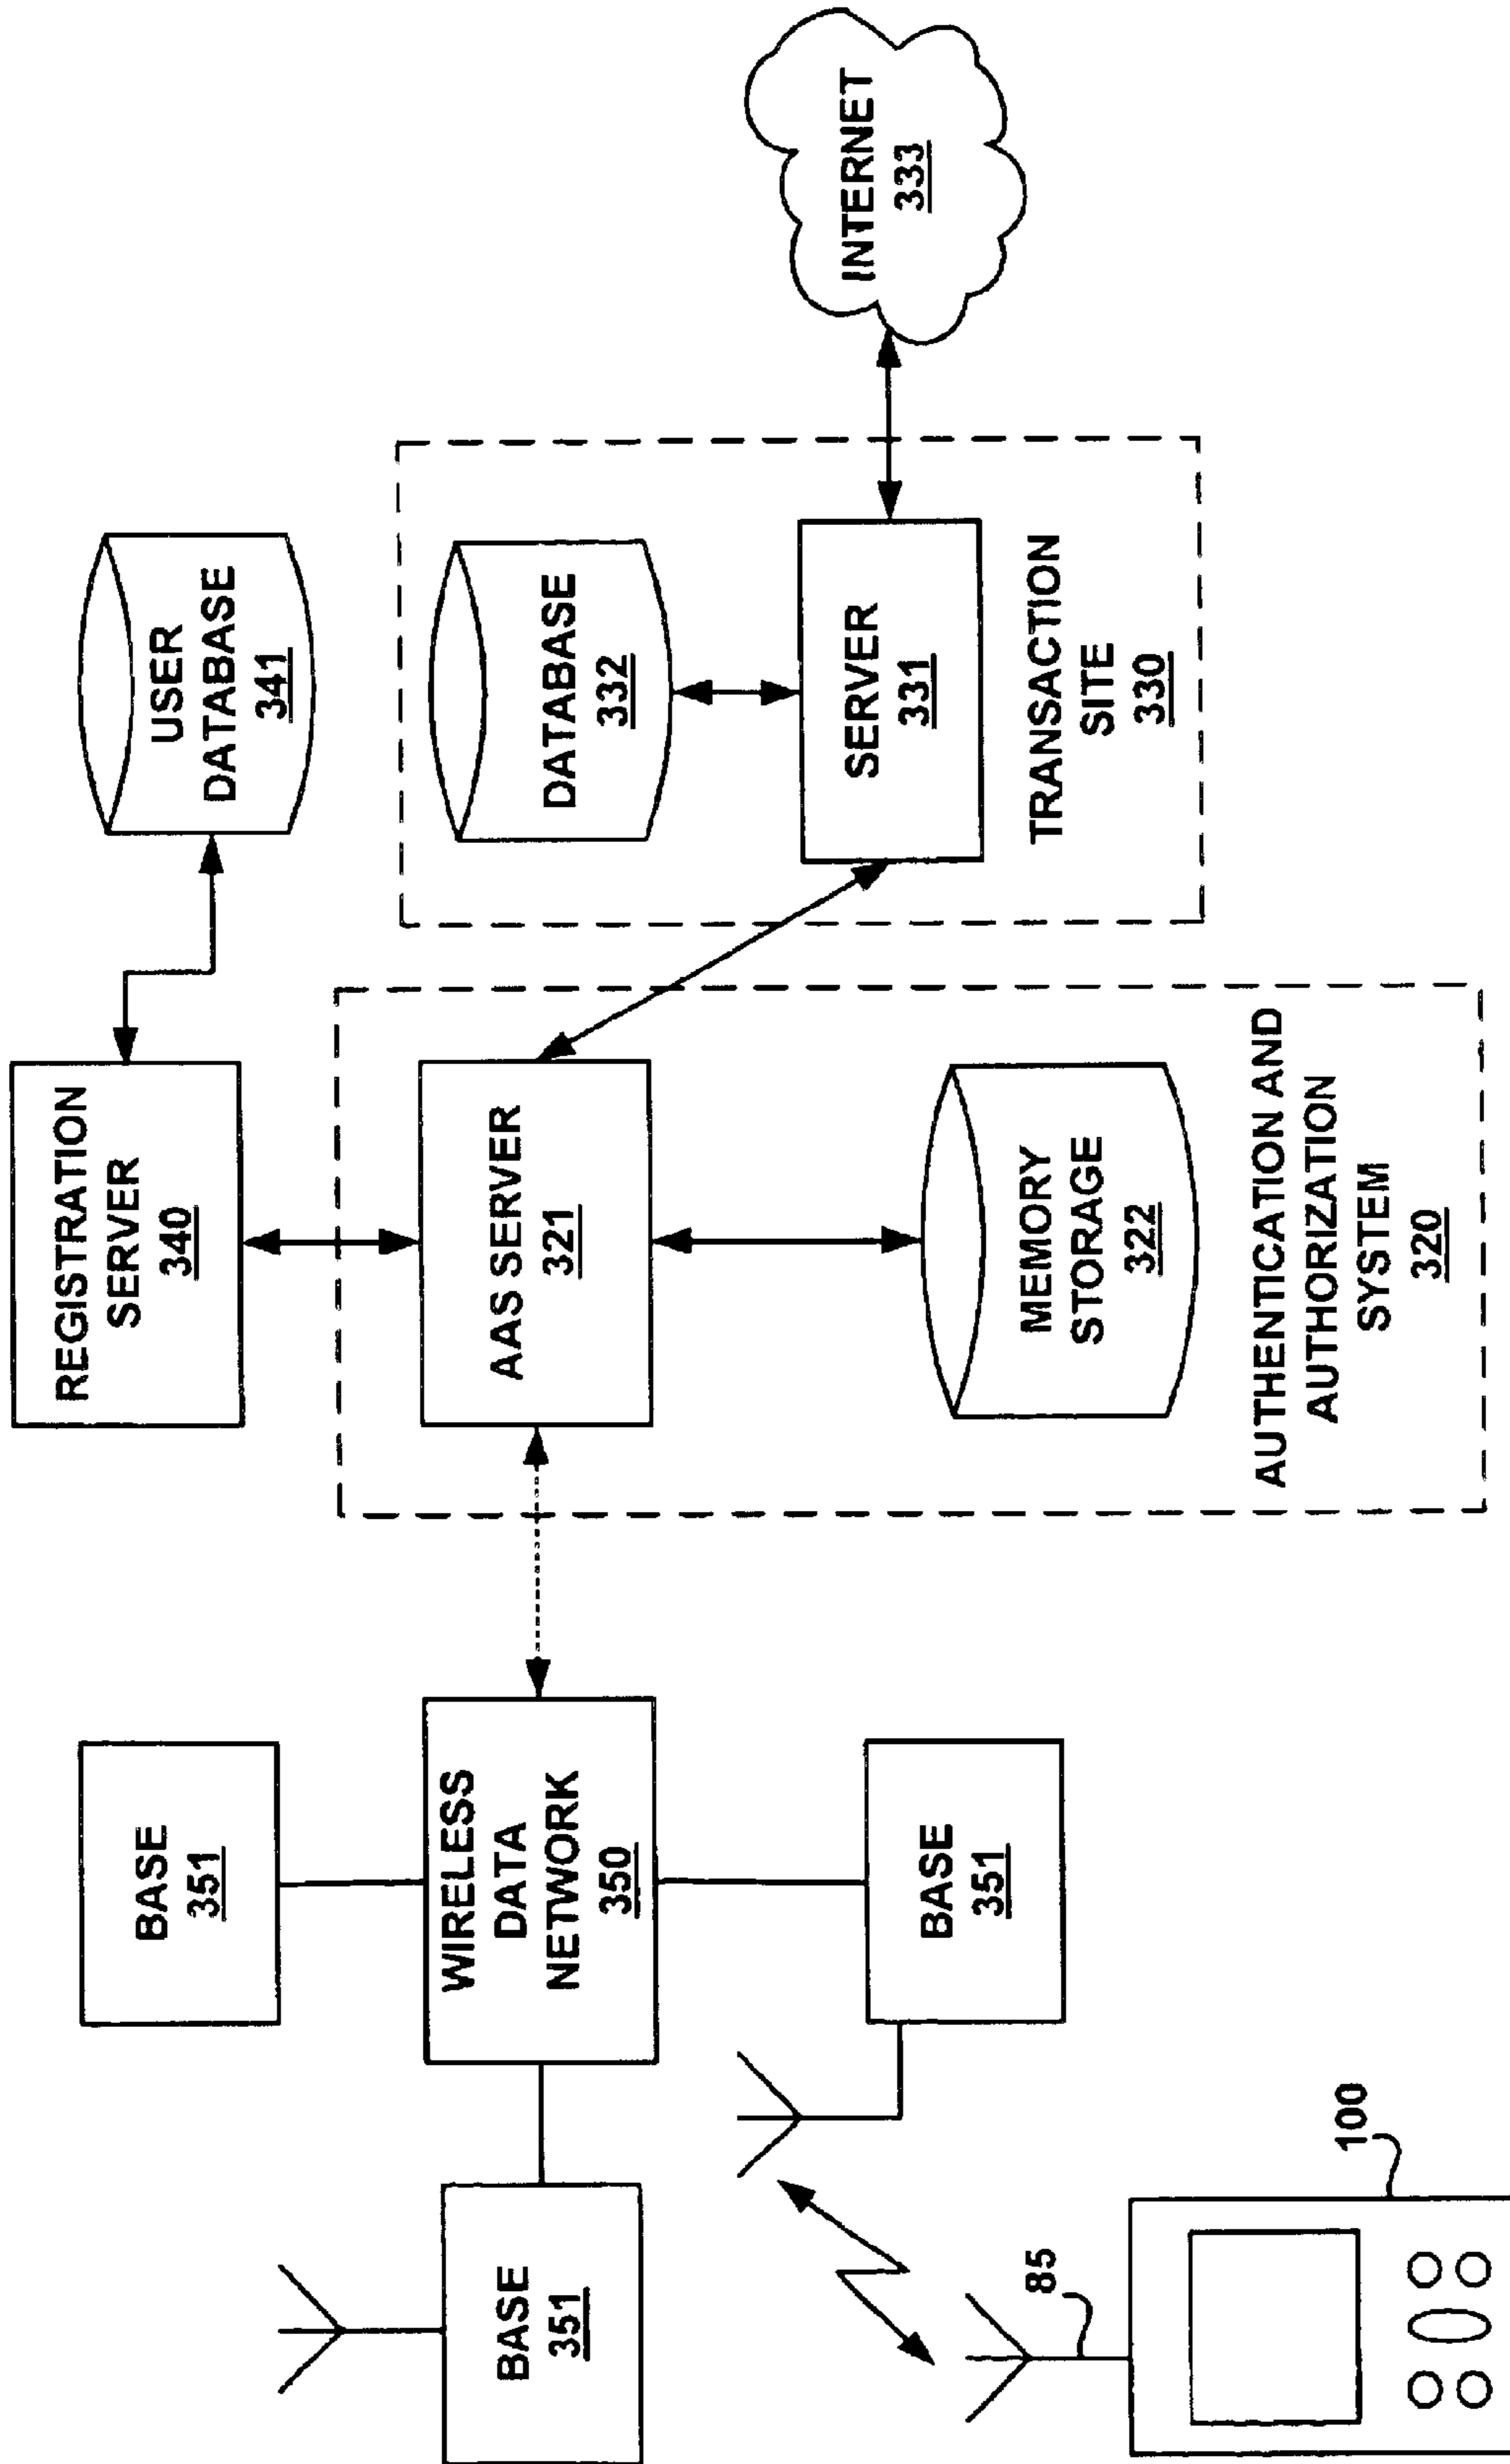 REGISTRATION
SERVER
340
USER
DATABASE
341
BASE
351
WIRELESS
DATA
NETWORK
350
BASE
351
BASE
351
AAS SERVER
321
MEMORY
STORAGE
322
AUTHENTICATION AND
AUTHORIZATION
SYSTEM
320
DATABASE
332
SERVER
331
TRANSACTION
SITE
330
INTERNET
333
85
100